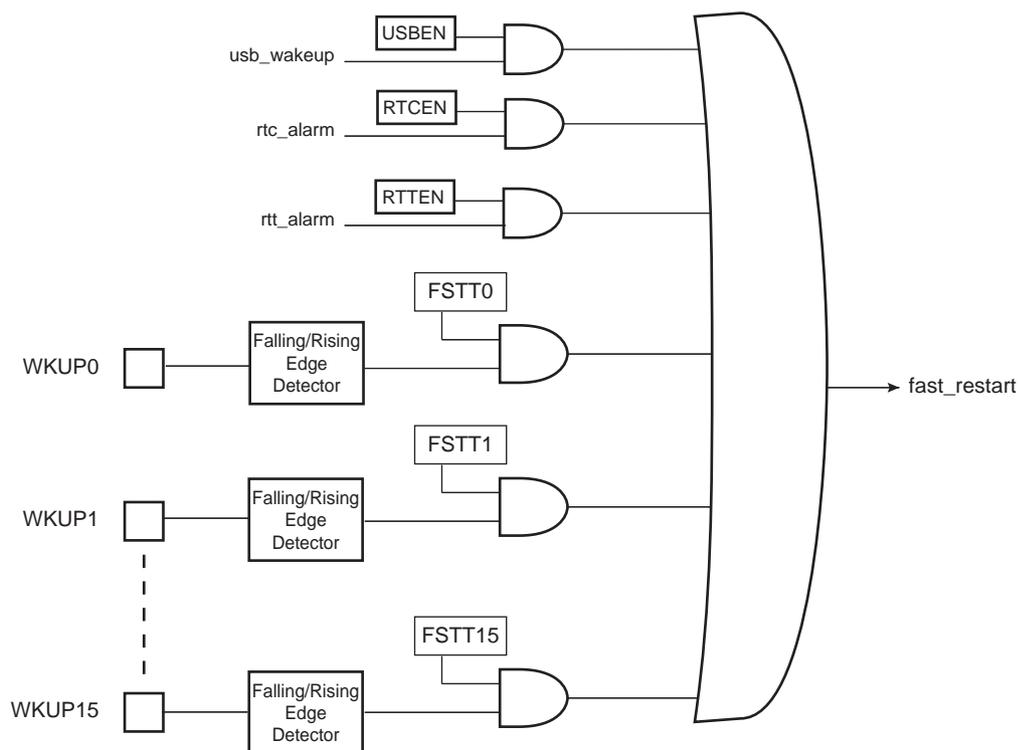 USBEN
usb_wakeup
RTCEN
rtc_alarm
RTTEN
rtt_alarm
FSTT0
Falling/Rising
Edge
Detector
WKUP0
fast_restart
FSTT1
Falling/Rising
Edge
Detector
WKUP1
FSTT15
Falling/Rising
Edge
Detector
WKUP15